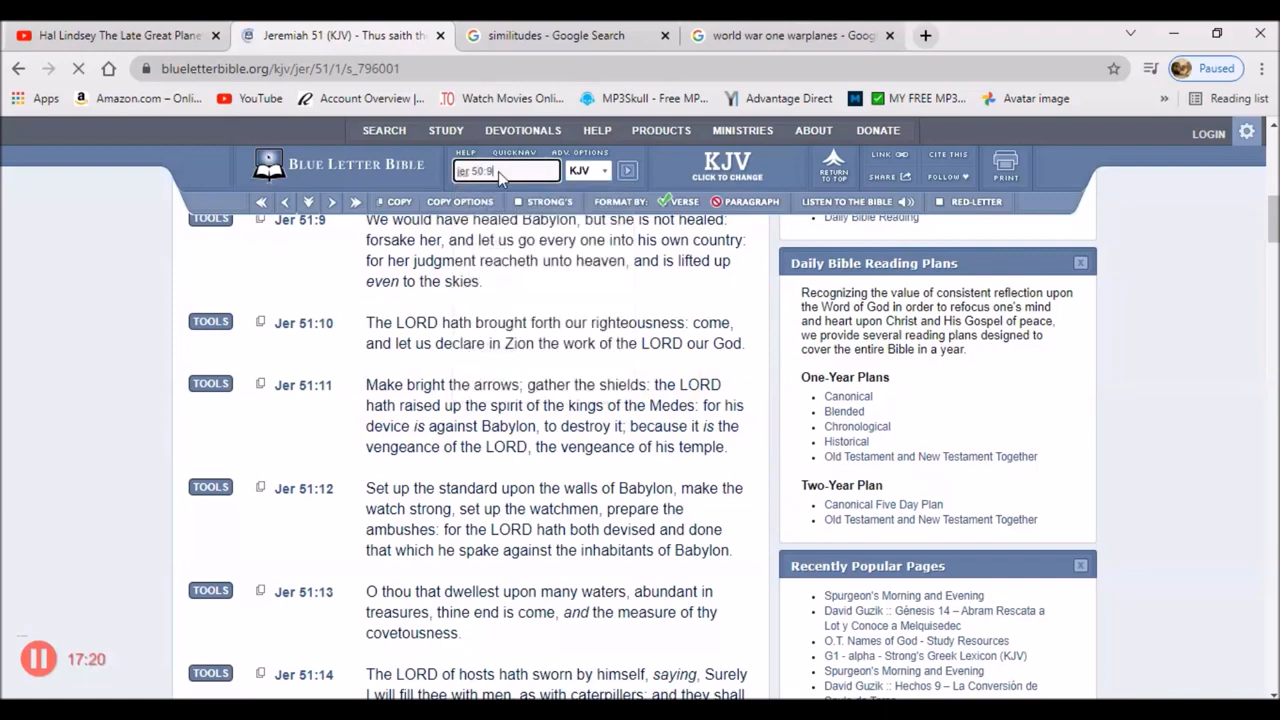 Hal Lindsey The Late Great Plane
Jeremiah 51 (KJV) - Thus saith th
similitudes - Google Search
world war one warplanes - Goog
blueletterbible.org/kjv/jer/51/1/s_796001
Paused
Apps
Amazon.com – Onli...
YouTube
Account Overview |...
Watch Movies Onli...
MP3Skull - Free MP...
Advantage Direct
MY FREE MP3...
Avatar image
»
Reading list
SEARCH STUDY DEVOTIONALS HELP PRODUCTS MINISTRIES ABOUT DONATE
LOGIN
BLUE LETTER BIBLE
HELP QUICKNAV ADV. OPTIONS
jer 50:9
KJV
KJV
CLICK TO CHANGE
RETURN
TO TOP
LINK CITE THIS
SHARE FOLLOW
PRINT
COPY COPY OPTIONS STRONG'S FORMAT BY: VERSE PARAGRAPH LISTEN TO THE BIBLE RED-LETTER
TOOLS Jer 51:9 We would have healed Babylon, but she is not healed:
forsake her, and let us go every one into his own country:
for her judgment reacheth unto heaven, and is lifted up
even to the skies.
TOOLS Jer 51:10 The LORD hath brought forth our righteousness: come,
and let us declare in Zion the work of the LORD our God.
TOOLS Jer 51:11 Make bright the arrows; gather the shields: the LORD
hath raised up the spirit of the kings of the Medes: for his
device is against Babylon, to destroy it; because it is the
vengeance of the LORD, the vengeance of his temple.
TOOLS Jer 51:12 Set up the standard upon the walls of Babylon, make the
watch strong, set up the watchmen, prepare the
ambushes: for the LORD hath both devised and done
that which he spake against the inhabitants of Babylon.
TOOLS Jer 51:13 O thou that dwellest upon many waters, abundant in
treasures, thine end is come, and the measure of thy
covetousness.
TOOLS Jer 51:14 The LORD of hosts hath sworn by himself, saying, Surely
I will fill thee with men, as with caterpillers; and they shall
Daily Bible Reading
Daily Bible Reading Plans
Recognizing the value of consistent reflection upon
the Word of God in order to refocus one's mind
and heart upon Christ and His Gospel of peace,
we provide several reading plans designed to
cover the entire Bible in a year.
One-Year Plans
Canonical
Blended
Chronological
Historical
Old Testament and New Testament Together
Two-Year Plan
Canonical Five Day Plan
Old Testament and New Testament Together
Recently Popular Pages
Spurgeon's Morning and Evening
David Guzik :: Génesis 14 – Abram Rescata a
Lot y Conoce a Melquisedec
O.T. Names of God - Study Resources
G1 - alpha - Strong's Greek Lexicon (KJV)
Spurgeon's Morning and Evening
David Guzik :: Hechos 9 – La Conversión de
17:20